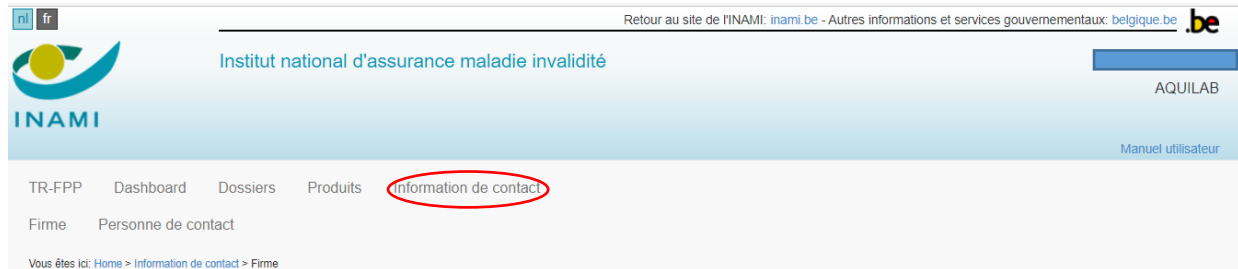 nl fr
Retour au site de l'INAMI: inami.be - Autres informations et services gouvernementaux: belgique.be .be
Institut national d'assurance maladie invalidité
AQUILAB
INAMI
Manuel utilisateur
TR-FPP Dashboard Dossiers Produits Information de contact
Firme Personne de contact
Vous êtes ici: Home > Information de contact > Firme